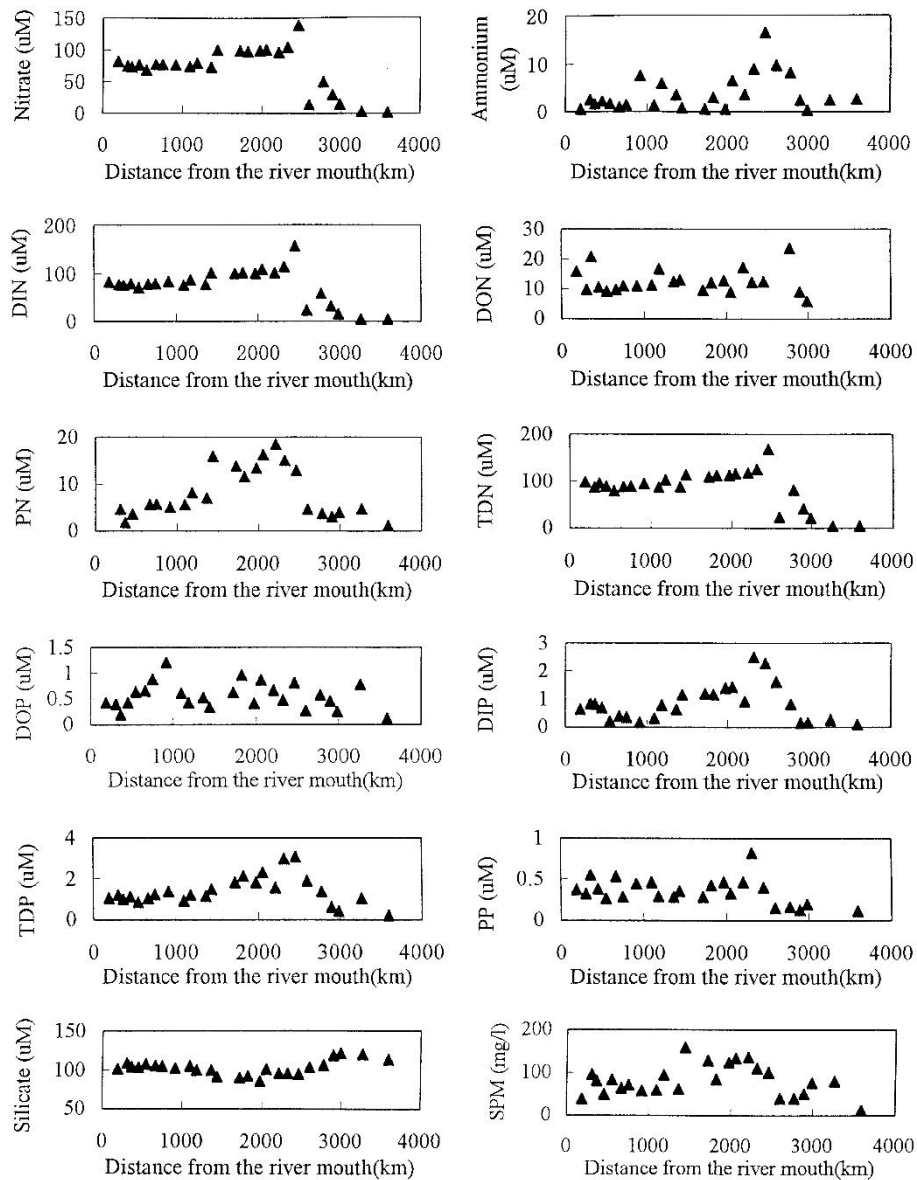 150
100
50
0
Nitrate (uM)
0 1000 2000 3000 4000
Distance from the river mouth(km)
20
10
0
Ammonium
(uM)
0 1000 2000 3000 4000
Distance from the river mouth(km)
200
100
0
DIN (uM)
0 1000 2000 3000 4000
Distance from the river mouth(km)
30
20
10
0
DON (uM)
0 1000 2000 3000 4000
Distance from the river mouth(km)
20
10
0
PN (uM)
0 1000 2000 3000 4000
Distance from the river mouth(km)
200
100
0
TDN (uM)
0 1000 2000 3000 4000
Distance from the river mouth(km)
1.5
1
0.5
0
DOP (uM)
0 1000 2000 3000 4000
Distance from the river mouth(km)
3
2
1
0
DIP (uM)
0 1000 2000 3000 4000
Distance from the river mouth(km)
4
2
0
TDP (uM)
0 1000 2000 3000 4000
Distance from the river mouth(km)
1
0.5
0
PP (uM)
0 1000 2000 3000 4000
Distance from the river mouth(km)
150
100
50
Silicate (uM)
0 1000 2000 3000 4000
Distance from the river mouth(km)
200
100
0
SPM (mg/l)
0 1000 2000 3000 4000
Distance from the river mouth(km)